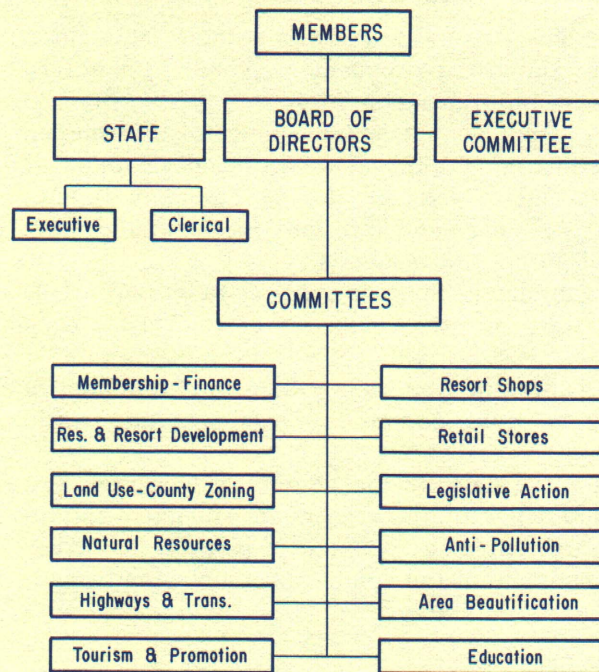 MEMBERS
STAFF
BOARD OF
DIRECTORS
EXECUTIVE
COMMITTEE
Executive
Clerical
COMMITTEES
Membership - Finance
Resort Shops
Res. & Resort Development
Retail Stores
Land Use - County Zoning
Legislative Action
Natural Resources
Anti - Pollution
Highways & Trans.
Area Beautification
Tourism & Promotion
Education